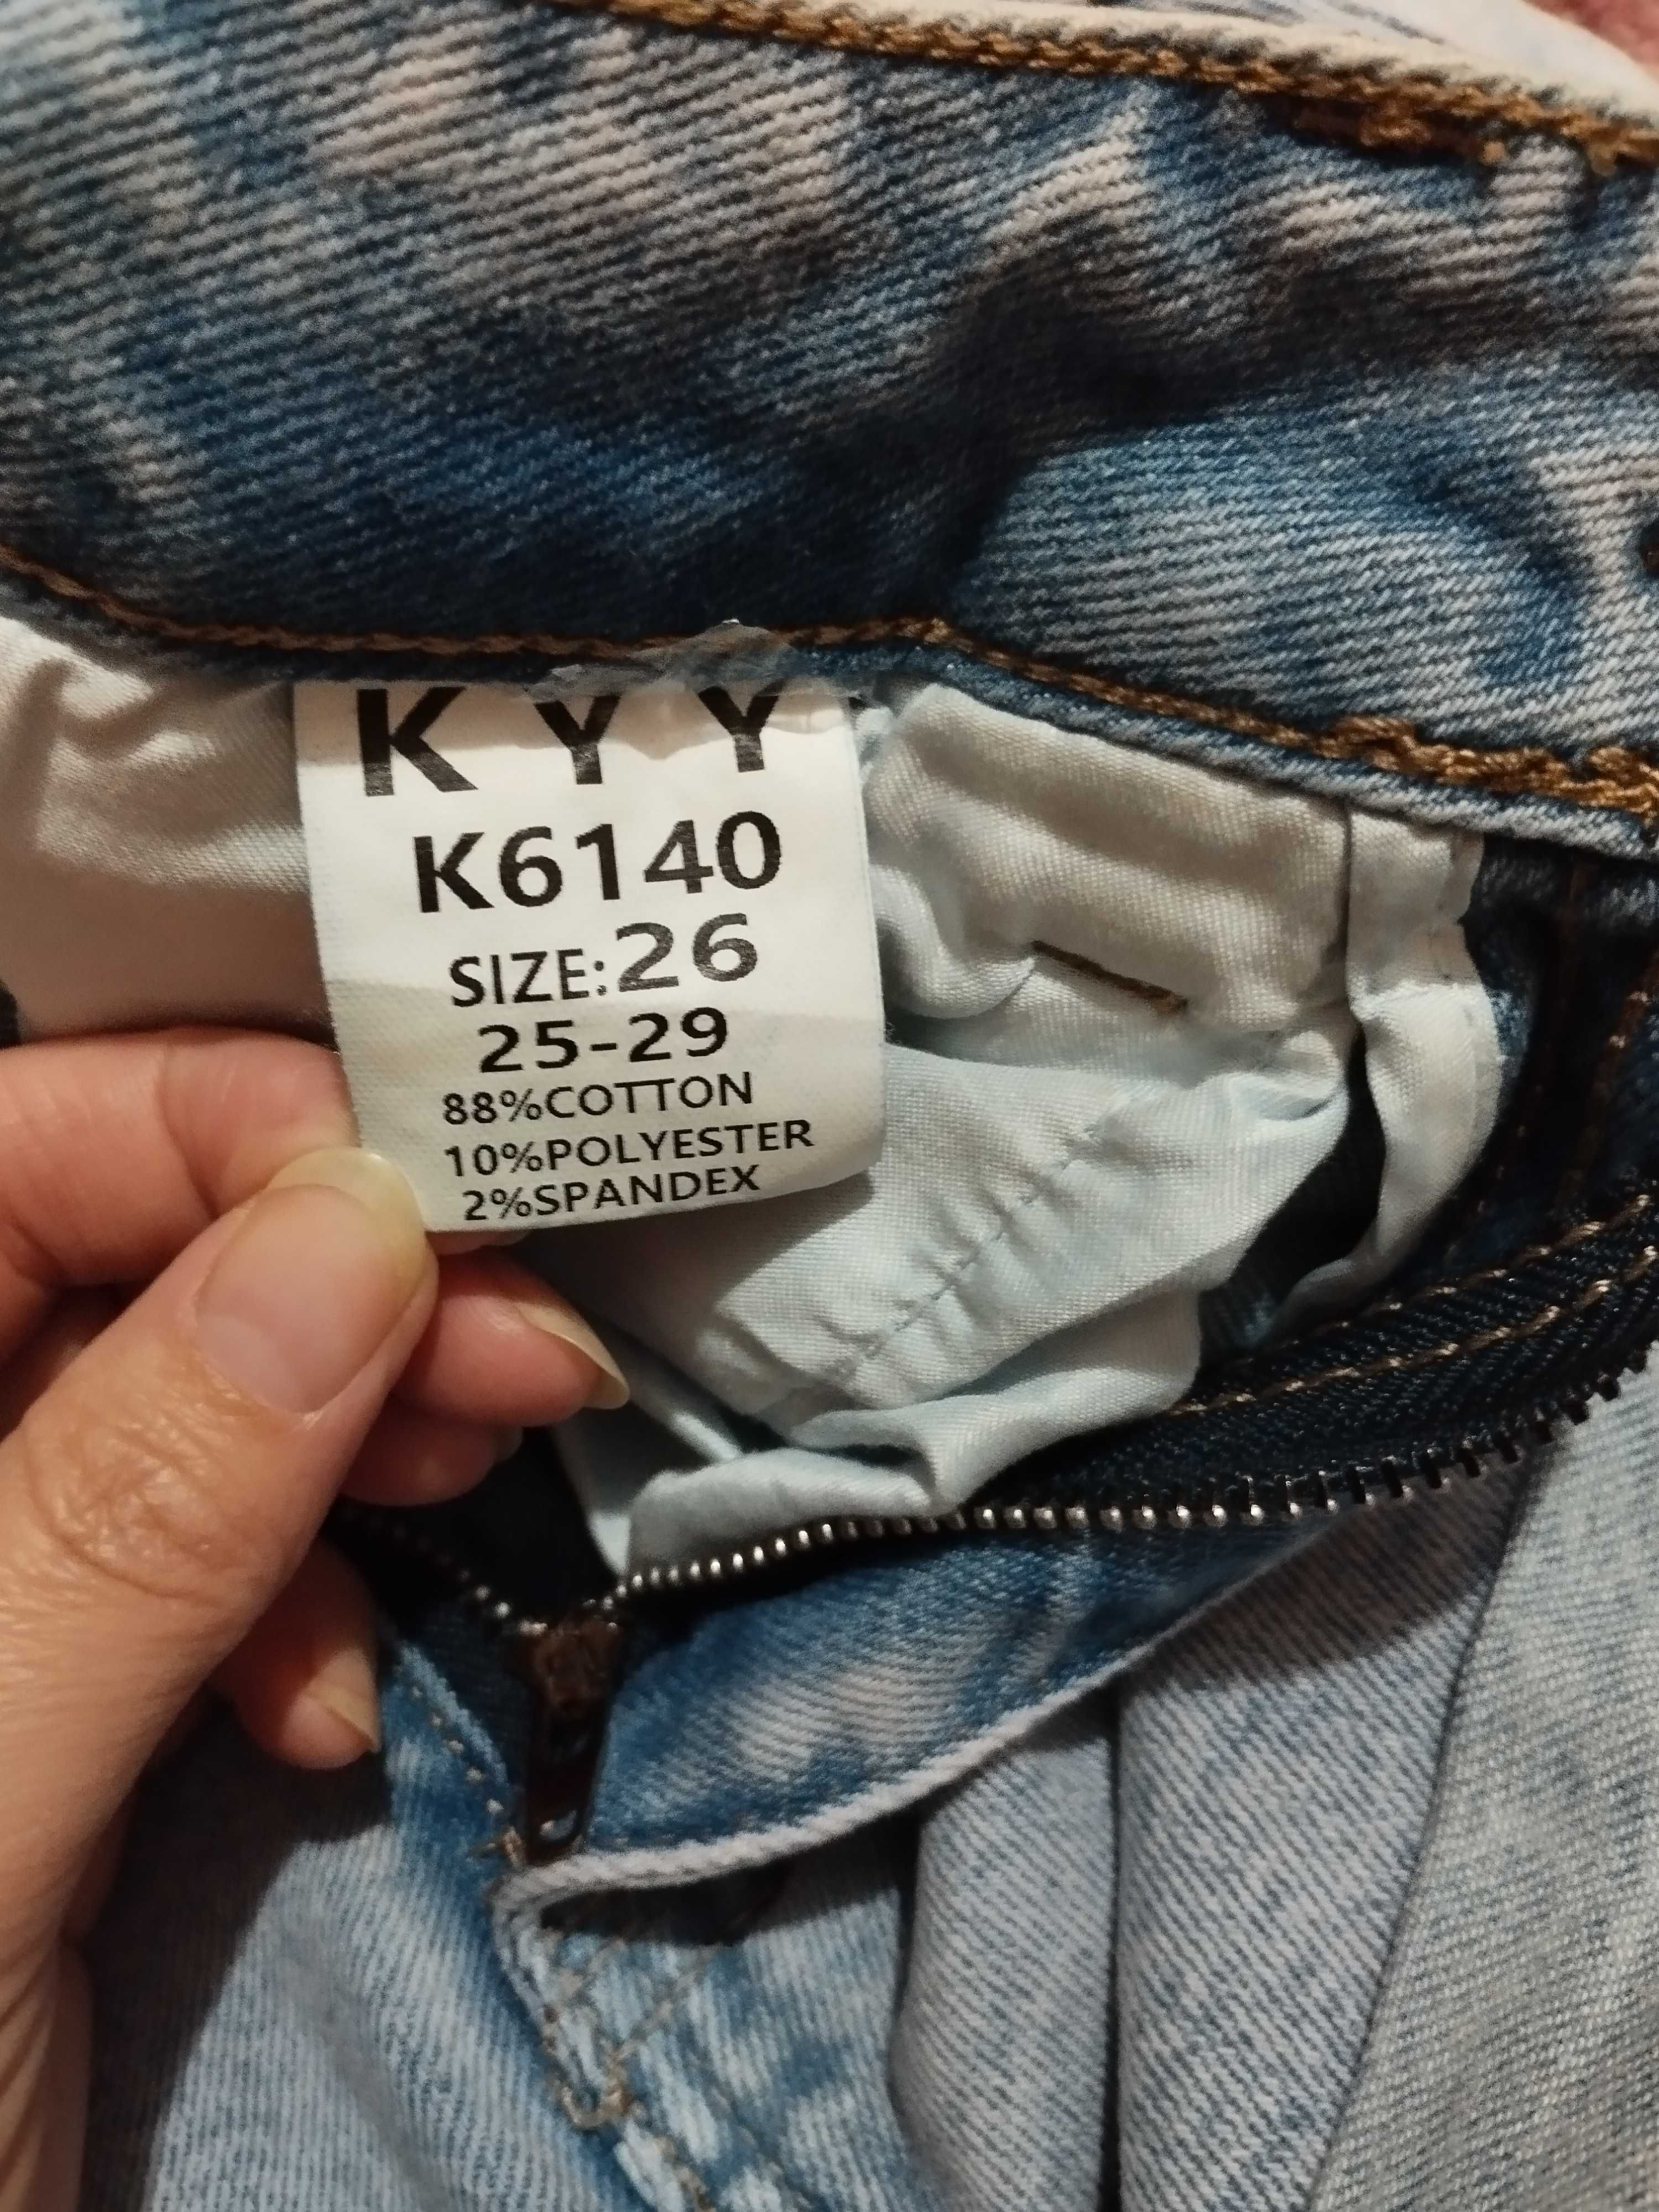 KYY
K6140
SIZE:26
25-29
88%COTTON
10%POLYESTER
2%SPANDEX